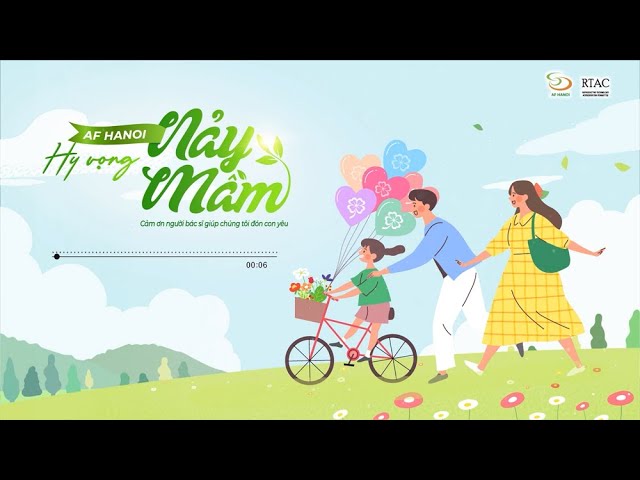 AF HANOI
Hy vọng
Nảy
Mầm
Cảm ơn người bác sĩ giúp chúng tôi đón con yêu
00:06
AF HANOI
RTAC